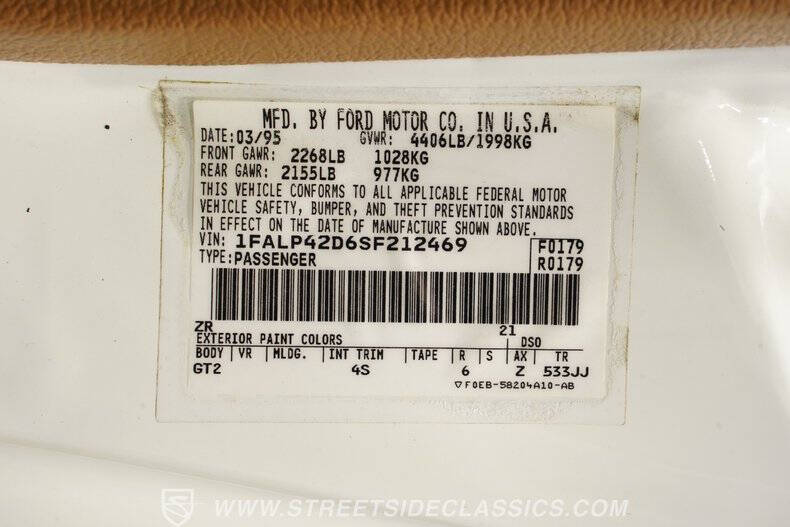 MFD. BY FORD MOTOR CO. IN U.S.A.
DATE: 03/95 GVWR: 4406LB/1998KG
FRONT GAWR: 2268LB 1028KG
REAR GAWR: 2155LB 977KG
THIS VEHICLE CONFORMS TO ALL APPLICABLE FEDERAL MOTOR
VEHICLE SAFETY, BUMPER, AND THEFT PREVENTION STANDARDS
IN EFFECT ON THE DATE OF MANUFACTURE SHOWN ABOVE.
VIN: 1FALP42D6SF212469 F0179
TYPE: PASSENGER R0179
ZR 21
EXTERIOR PAINT COLORS DSO
BODY VR MLDG. INT TRIM TAPE R S AX TR
GT2 4S 6 Z 533JJ
F0EB-58204A10-AB
WWW.STREETSIDECLASSICS.COM